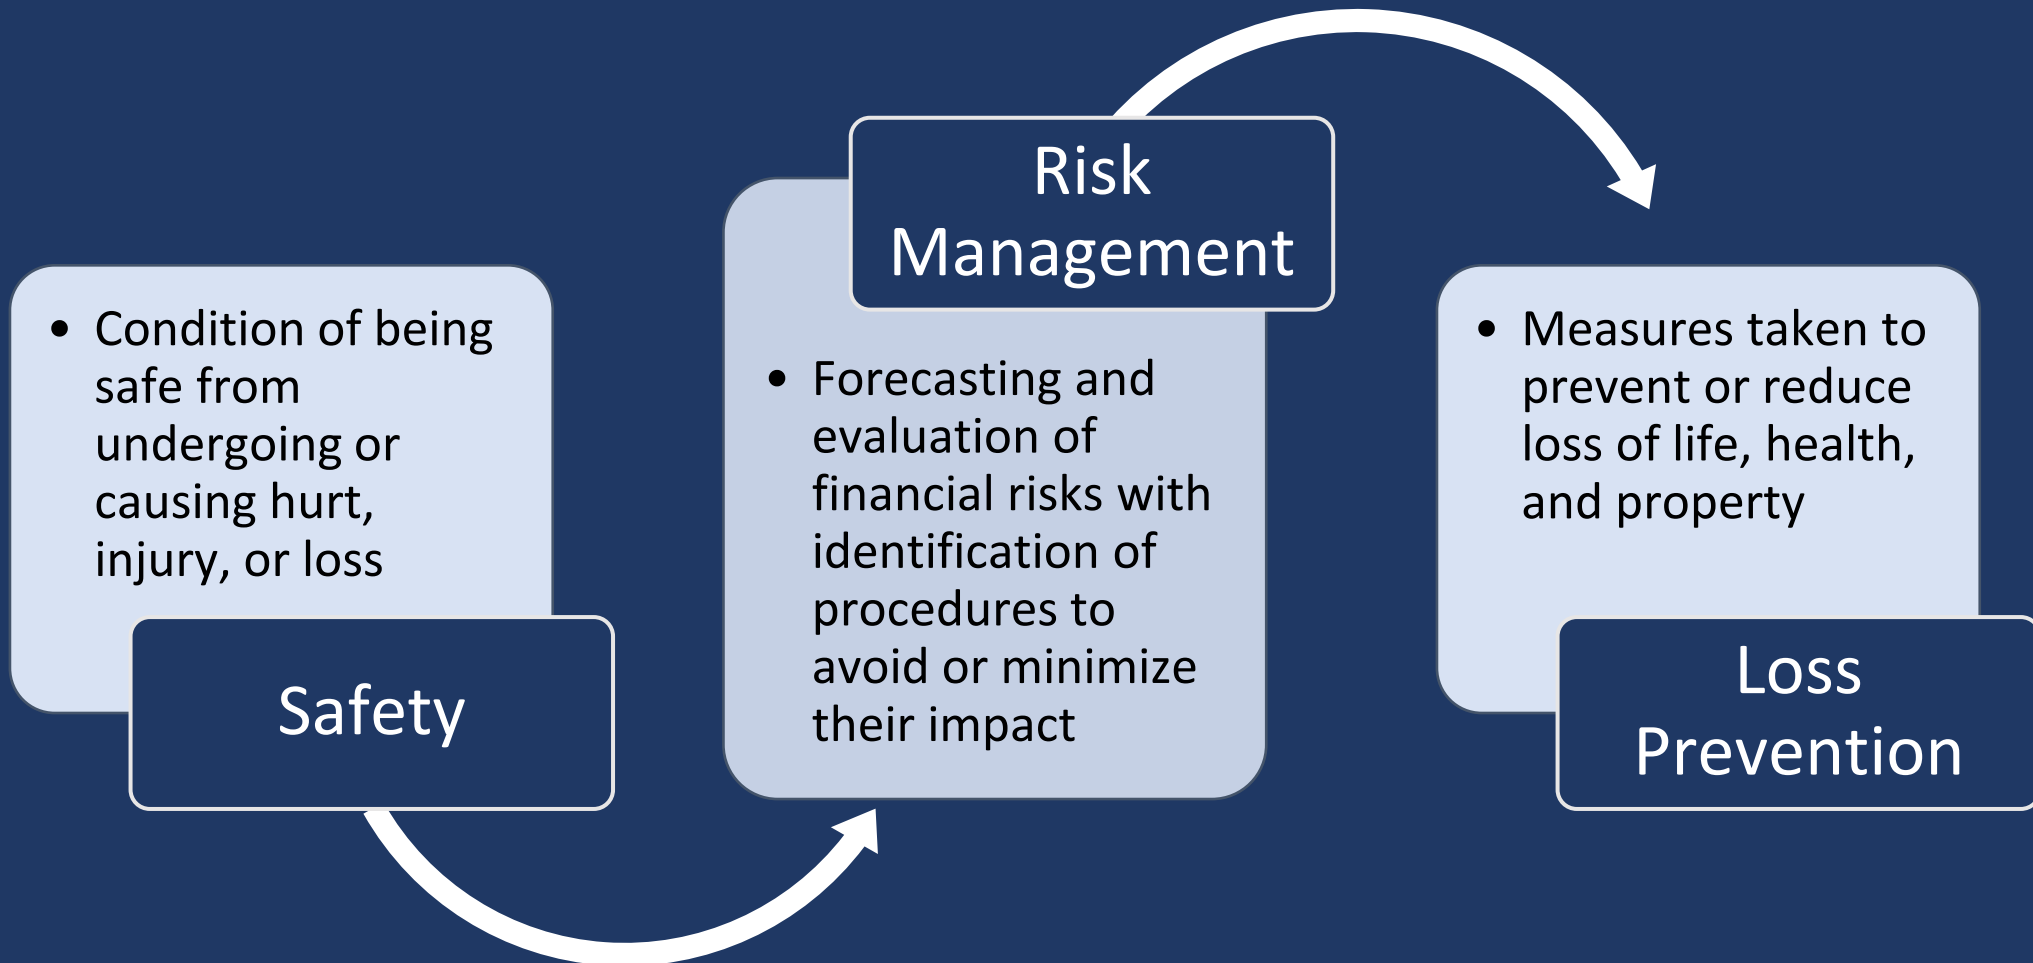 • Condition of being
safe from
undergoing or
causing hurt,
injury, or loss
Safety
Risk
Management
• Forecasting and
evaluation of
financial risks with
identification of
procedures to
avoid or minimize
their impact
• Measures taken to
prevent or reduce
loss of life, health,
and property
Loss
Prevention